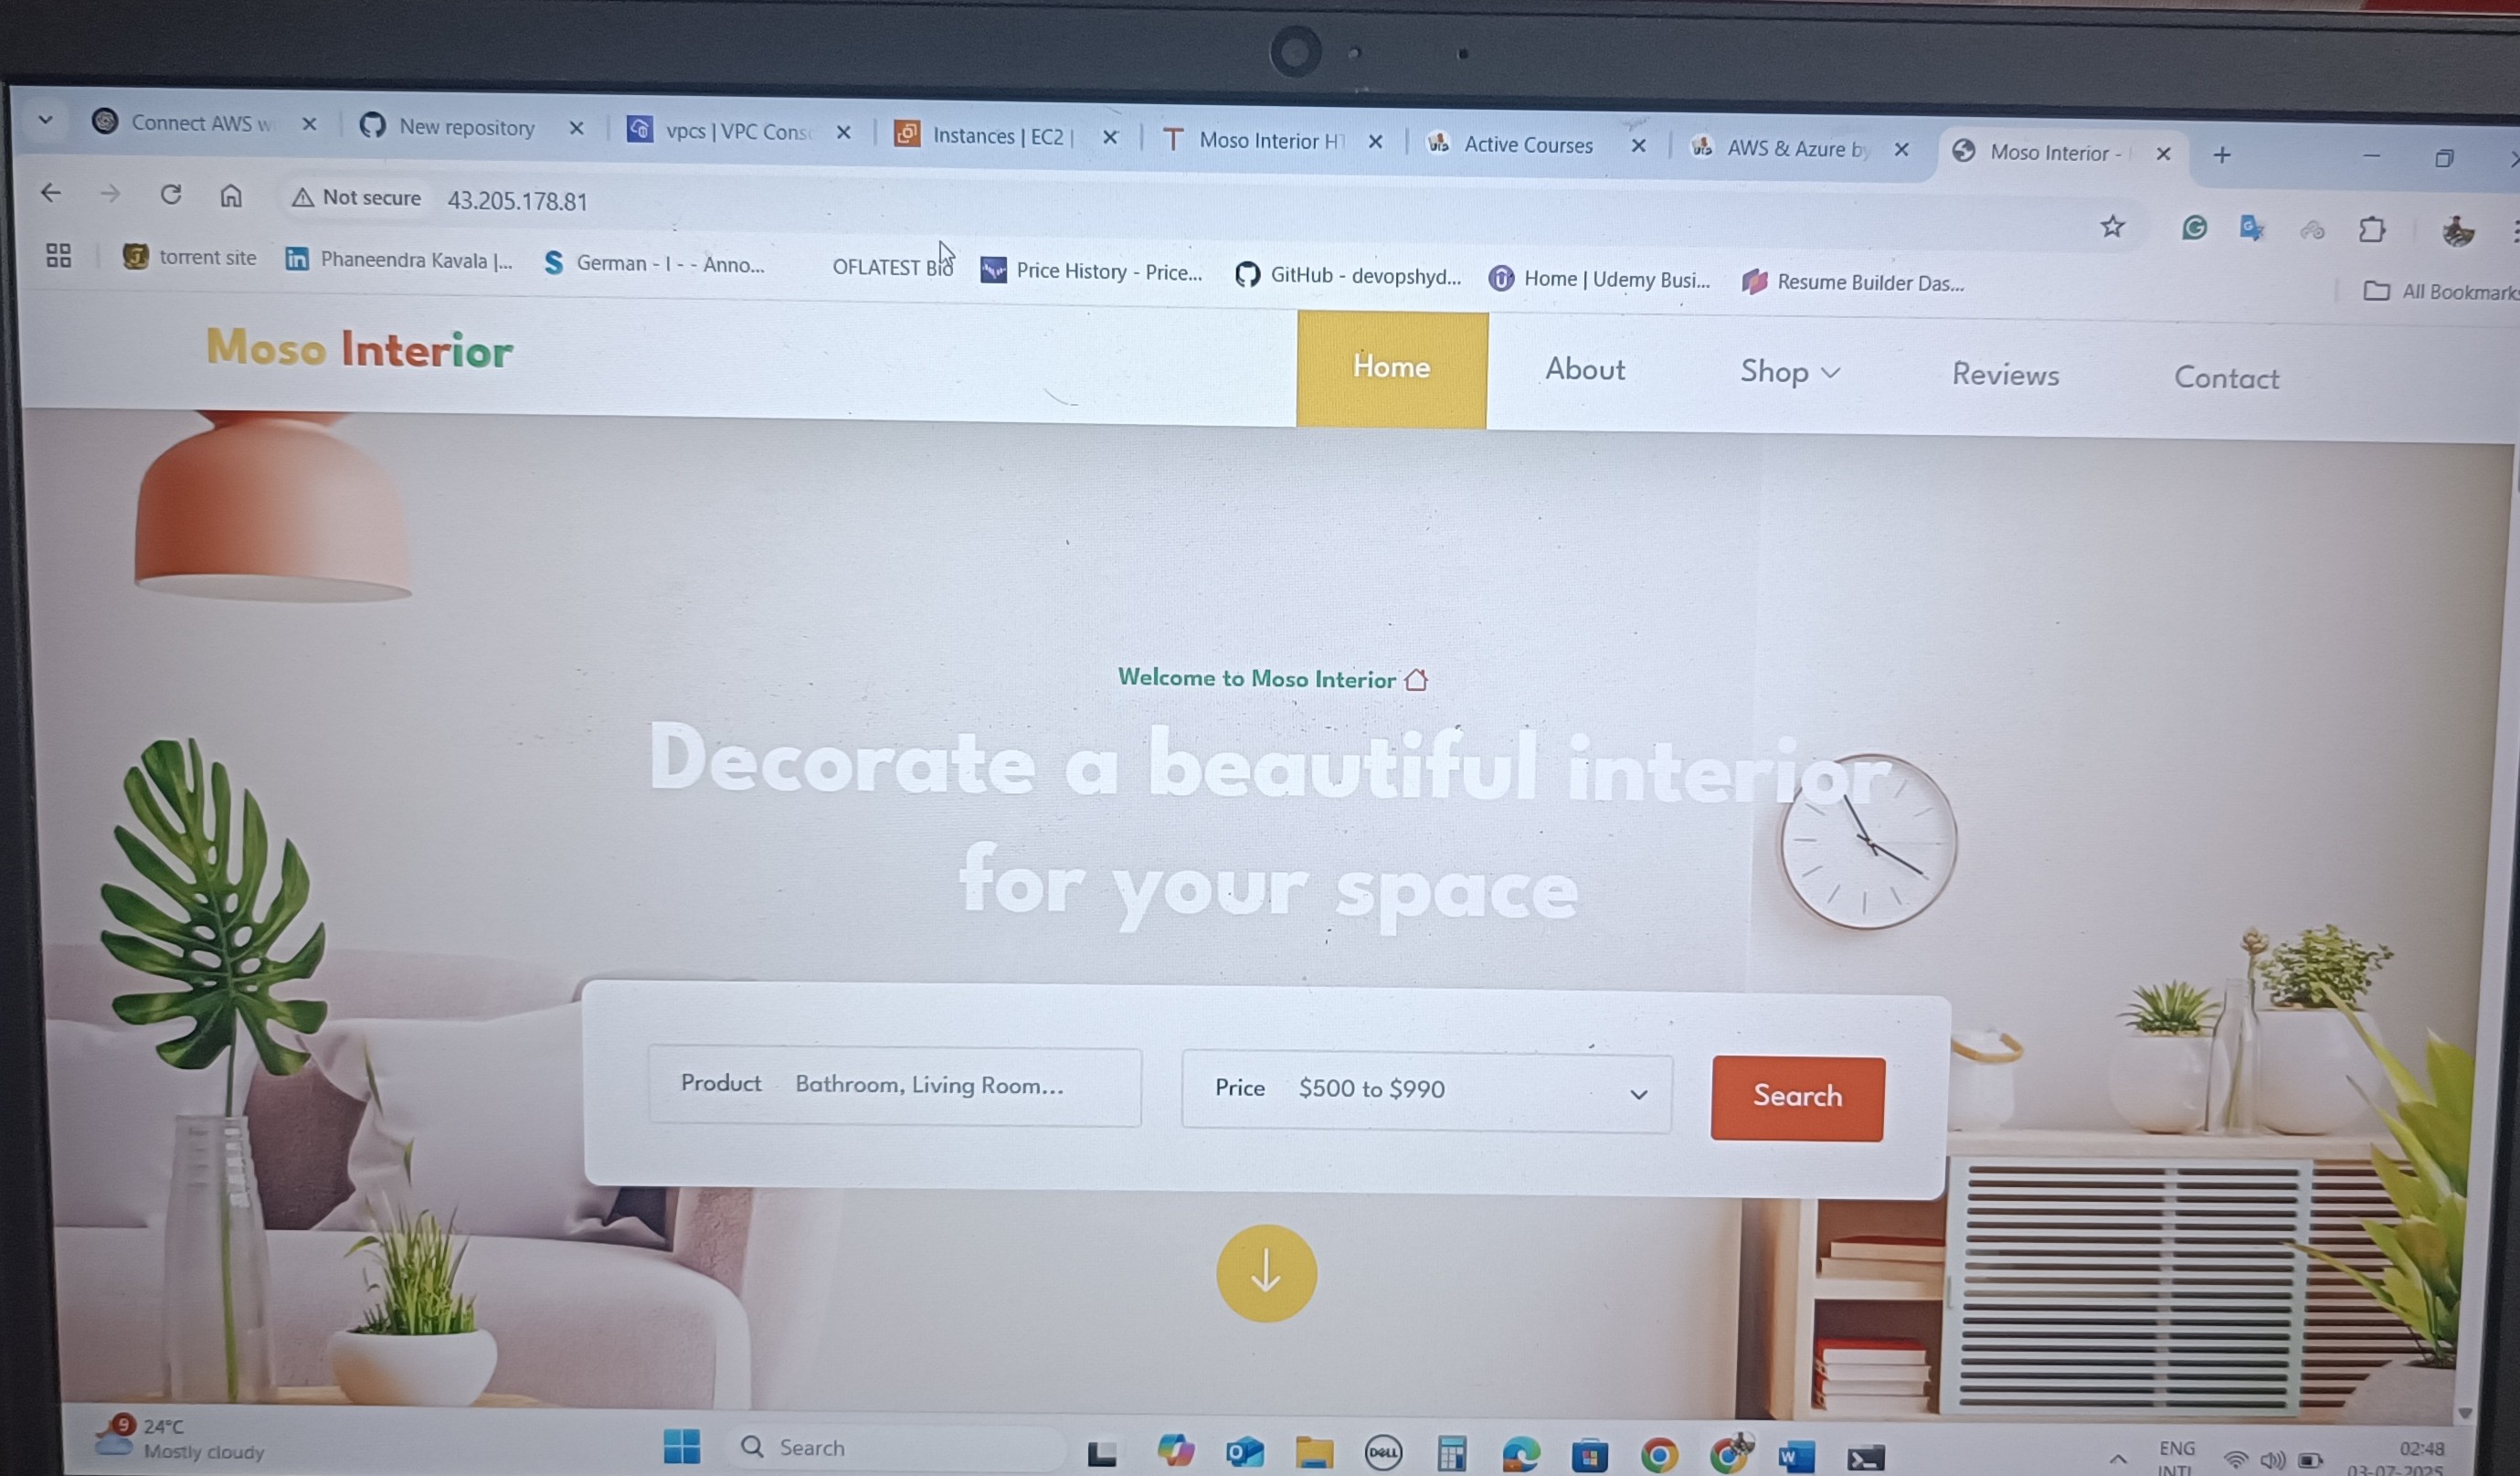 Connect AWS w
New repository
vpcs | VPC Cons
Instances | EC2 |
Moso Interior HT
Active Courses
AWS & Azure by
Moso Interior -
Not secure 43.205.178.81
torrent site
Phaneendra Kavala |...
German - I - - Anno...
OFLATEST Bio
Price History - Price...
GitHub - devopshyd...
Home | Udemy Busi...
Resume Builder Das...
All Bookmarks
Moso Interior
Home
About
Shop
Reviews
Contact
Welcome to Moso Interior
Decorate a beautiful interior
for your space
Product Bathroom, Living Room...
Price $500 to $990
Search
9
24°C
Mostly cloudy
Search
DELL
ENG
INTL
02:48
03-07-2025